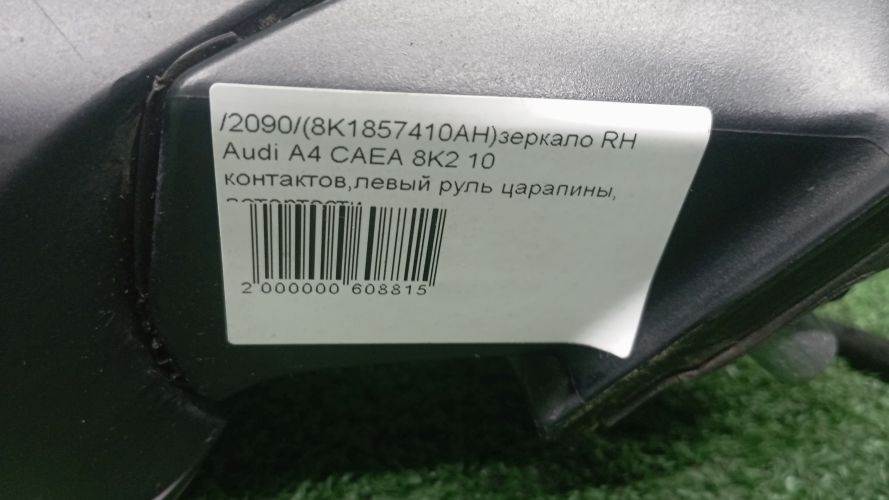 /2090/(8K1857410AH)зеркало RH
Audi A4 CAEA 8K2 10
контактов,левый руль царапины,
2 000000 608815